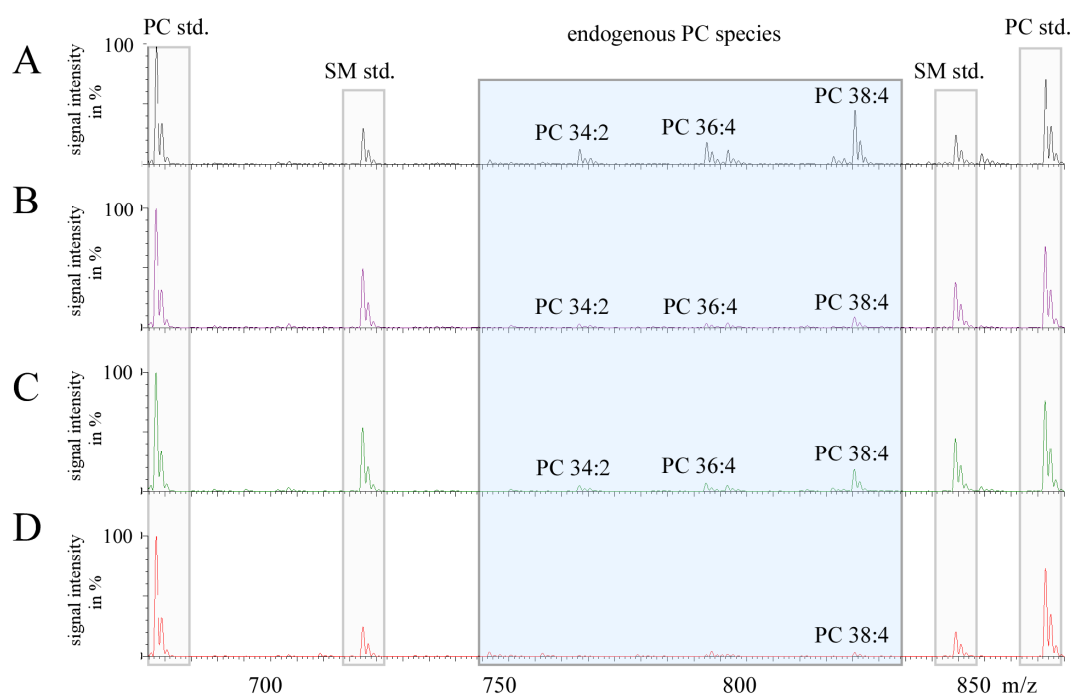 PC std.
endogenous PC species
PC std.
A
100
signal intensity
in %
SM std.
PC 34:2
PC 36:4
PC 38:4
SM std.
B
100
signal intensity
in %
PC 34:2
PC 36:4
PC 38:4
C
100
signal intensity
in %
PC 34:2
PC 36:4
PC 38:4
D
100
signal intensity
in %
PC 38:4
700
750
800
850
m/z